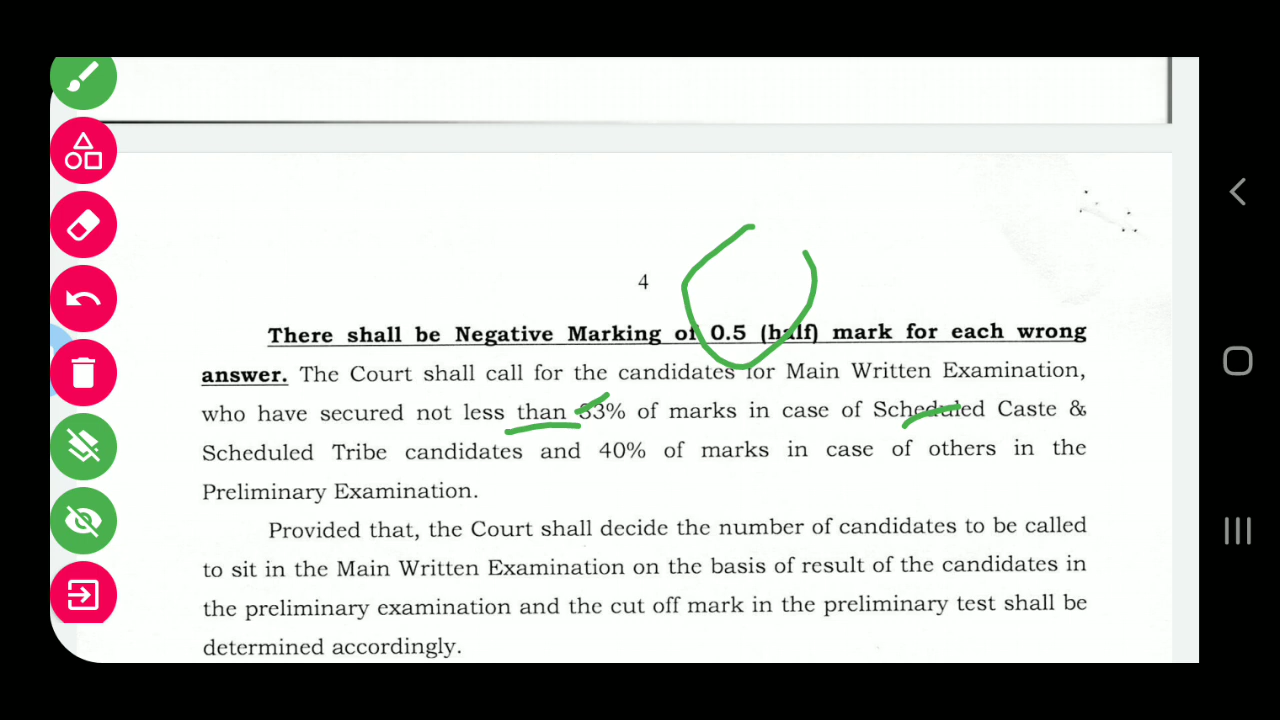 4
There shall be Negative Marking of 0.5 (half) mark for each wrong
answer. The Court shall call for the candidates for Main Written Examination,
who have secured not less than 33% of marks in case of Scheduled Caste &
Scheduled Tribe candidates and 40% of marks in case of others in the
Preliminary Examination.
Provided that, the Court shall decide the number of candidates to be called
to sit in the Main Written Examination on the basis of result of the candidates in
the preliminary examination and the cut off mark in the preliminary test shall be
determined accordingly.